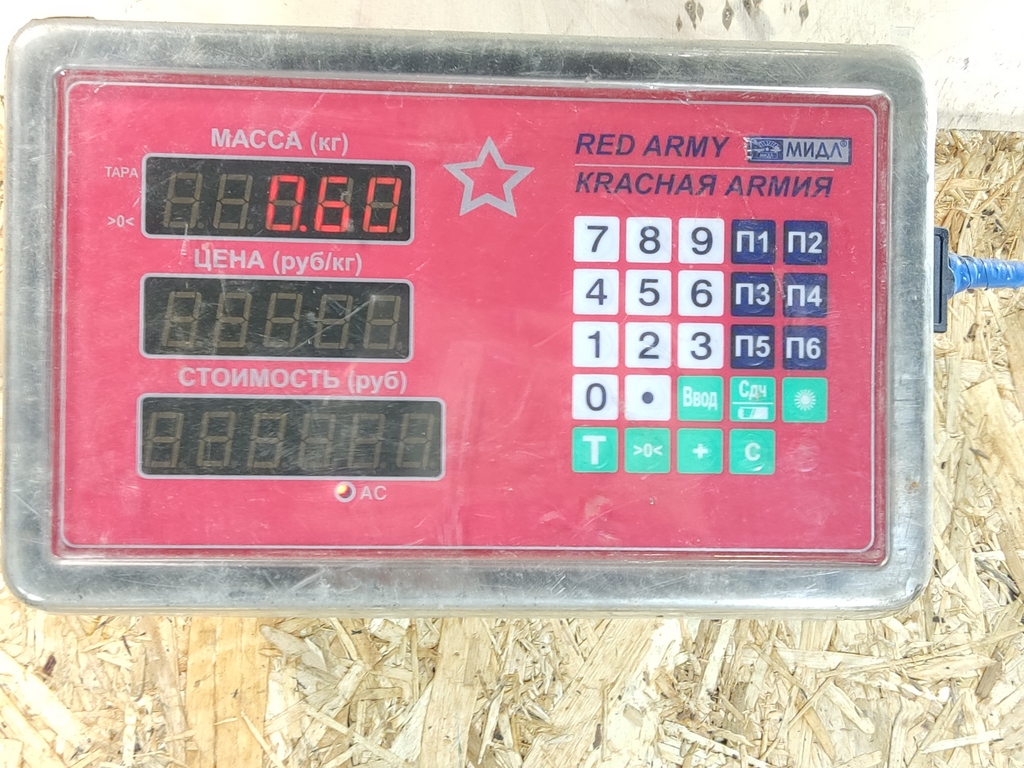 МАССА (кг)
ТАРА
>0<
0.60
ЦЕНА (руб/кг)
СТОИМОСТЬ (руб)
AC
RED ARMY МИДЛ®
КRАСНАЯ ARМИЯ
7 8 9 П1 П2
4 5 6 П3 П4
1 2 3 П5 П6
0 • Ввод Сдч
T >0< + C